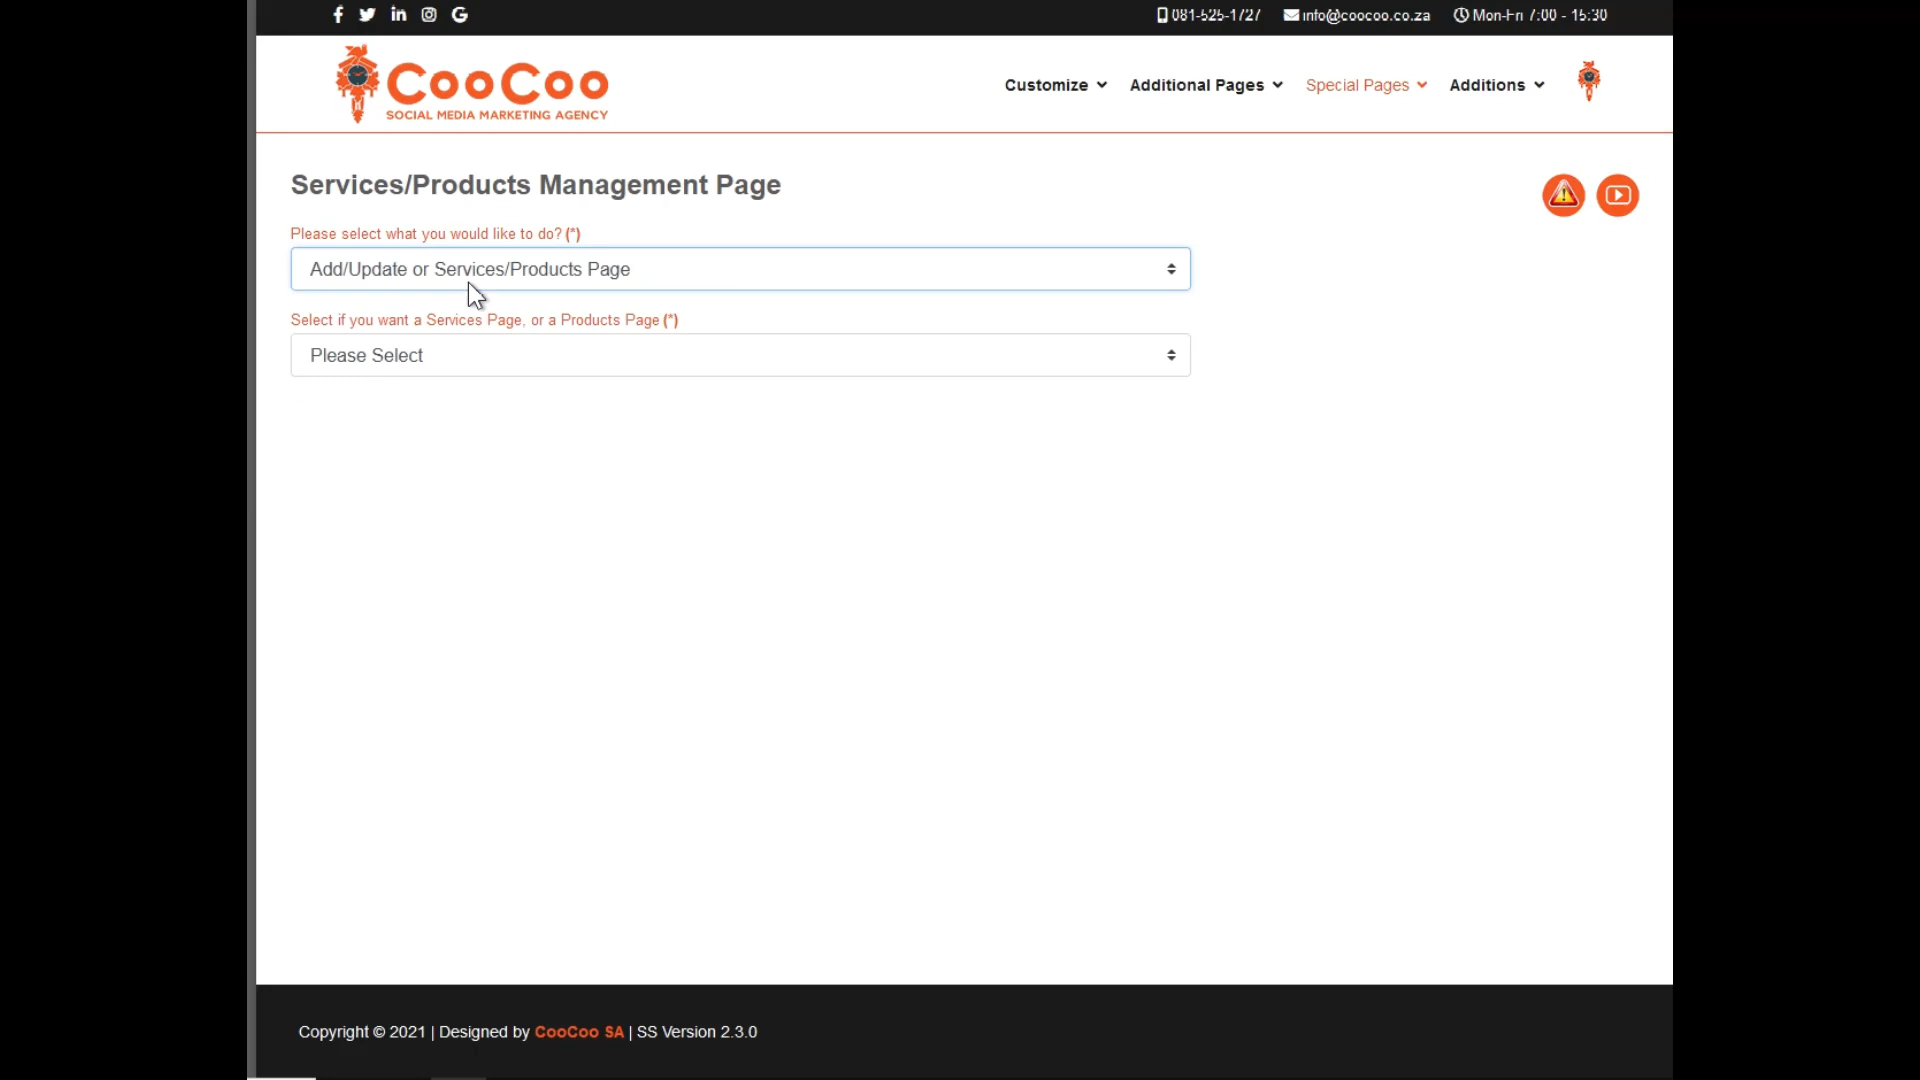 081-525-1727 info@coocoo.co.za Mon-Fri 7:00 - 15:30
CooCoo
SOCIAL MEDIA MARKETING AGENCY
Customize Additional Pages Special Pages Additions
Services/Products Management Page
Please select what you would like to do? (*)
Add/Update or Services/Products Page
Select if you want a Services Page, or a Products Page (*)
Please Select
Copyright © 2021 | Designed by CooCoo SA | SS Version 2.3.0